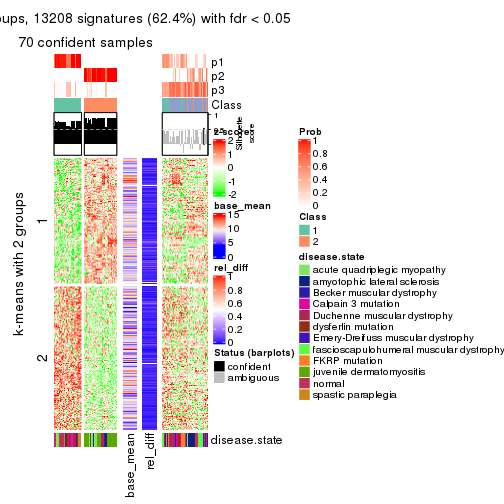 oups, 13208 signatures (62.4%) with fdr < 0.05
70 confident samples
p1
p2
p3
Class
1
Silhouette
score
z-score
2
1
0
-1
-2
base_mean
15
10
5
0
rel_diff
1
0.8
0.6
0.4
0.2
0
Status (barplots)
confident
ambiguous
Prob
1
0.8
0.6
0.4
0.2
0
Class
1
2
disease.state
acute quadriplegic myopathy
amyotophic lateral sclerosis
Becker muscular dystrophy
Calpain 3 mutation
Duchenne muscular dystrophy
dysferlin mutation
Emery-Dreifuss muscular dystrophy
fascioscapulohumeral muscular dystrophy
FKRP mutation
juvenile dermatomyositis
normal
spastic paraplegia
k-means with 2 groups
1
2
disease.state
base_mean
rel_diff